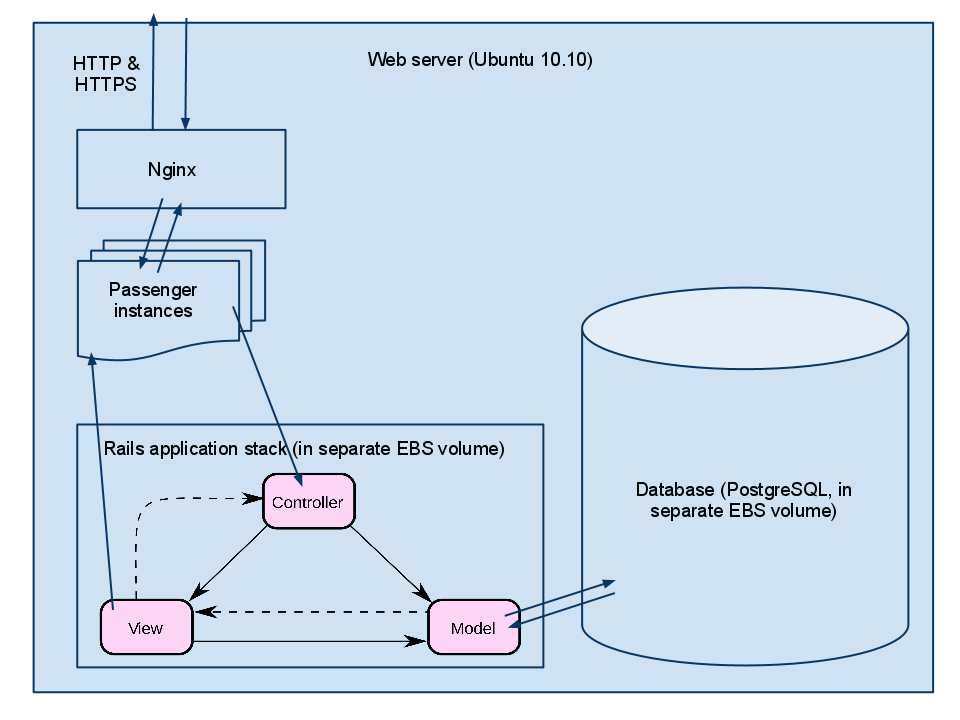 Web server (Ubuntu 10.10)
HTTP &
HTTPS
Nginx
Passenger
instances
Rails application stack (in separate EBS volume)
Controller
View
Model
Database (PostgreSQL, in
separate EBS volume)